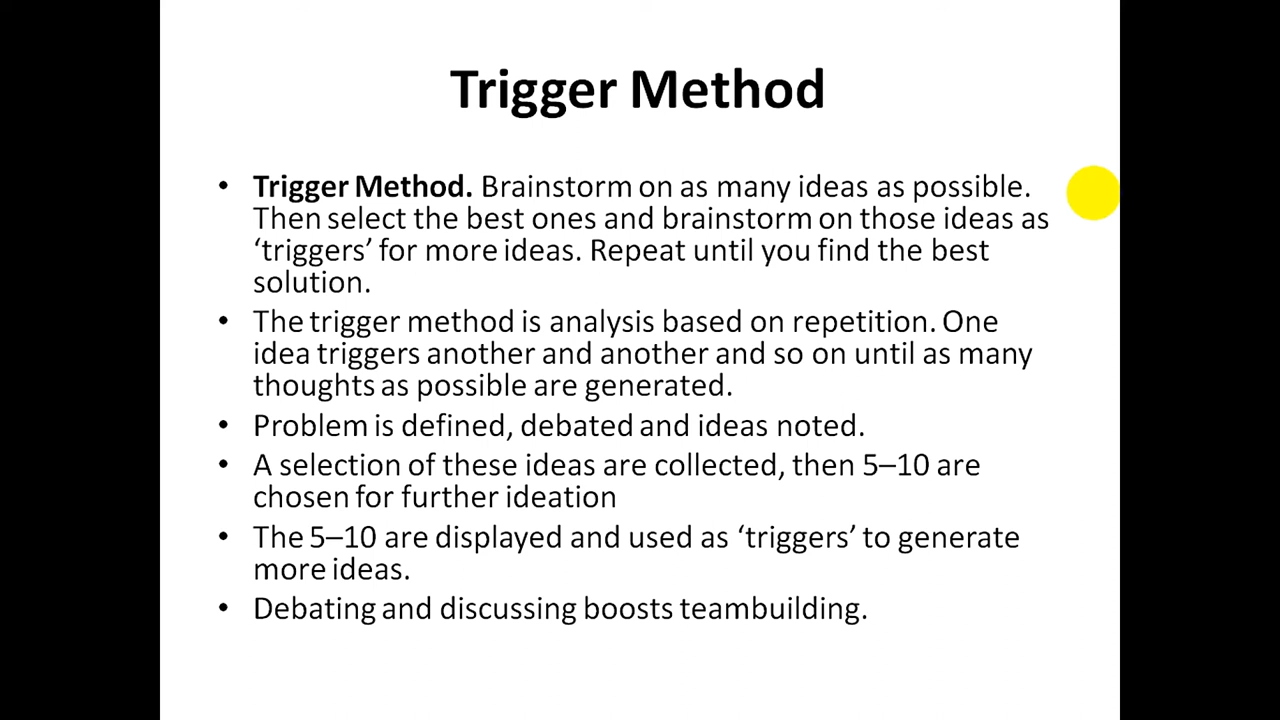 Trigger Method
• Trigger Method. Brainstorm on as many ideas as possible.
Then select the best ones and brainstorm on those ideas as
‘triggers’ for more ideas. Repeat until you find the best
solution.
• The trigger method is analysis based on repetition. One
idea triggers another and another and so on until as many
thoughts as possible are generated.
• Problem is defined, debated and ideas noted.
• A selection of these ideas are collected, then 5–10 are
chosen for further ideation
• The 5–10 are displayed and used as ‘triggers’ to generate
more ideas.
• Debating and discussing boosts teambuilding.